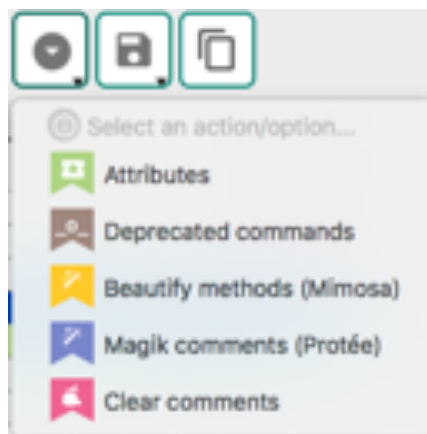 Select an action/option...
Attributes
Deprecated commands
Beautify methods (Mimosa)
Magik comments (Protée)
Clear comments